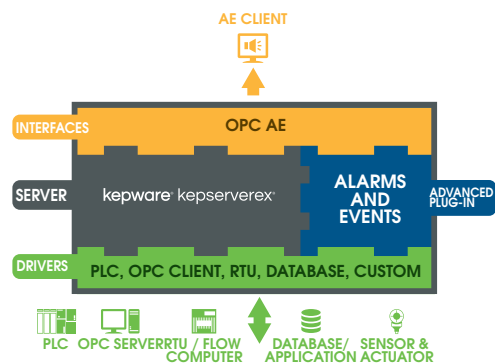 AE CLIENT
INTERFACES
OPC AE
SERVER
kepware® kepserverex®
ALARMS
AND
EVENTS
ADVANCED
PLUG-IN
DRIVERS
PLC, OPC CLIENT, RTU, DATABASE, CUSTOM
PLC
OPC SERVER
RTU / FLOW
COMPUTER
DATABASE/
APPLICATION
SENSOR &
ACTUATOR